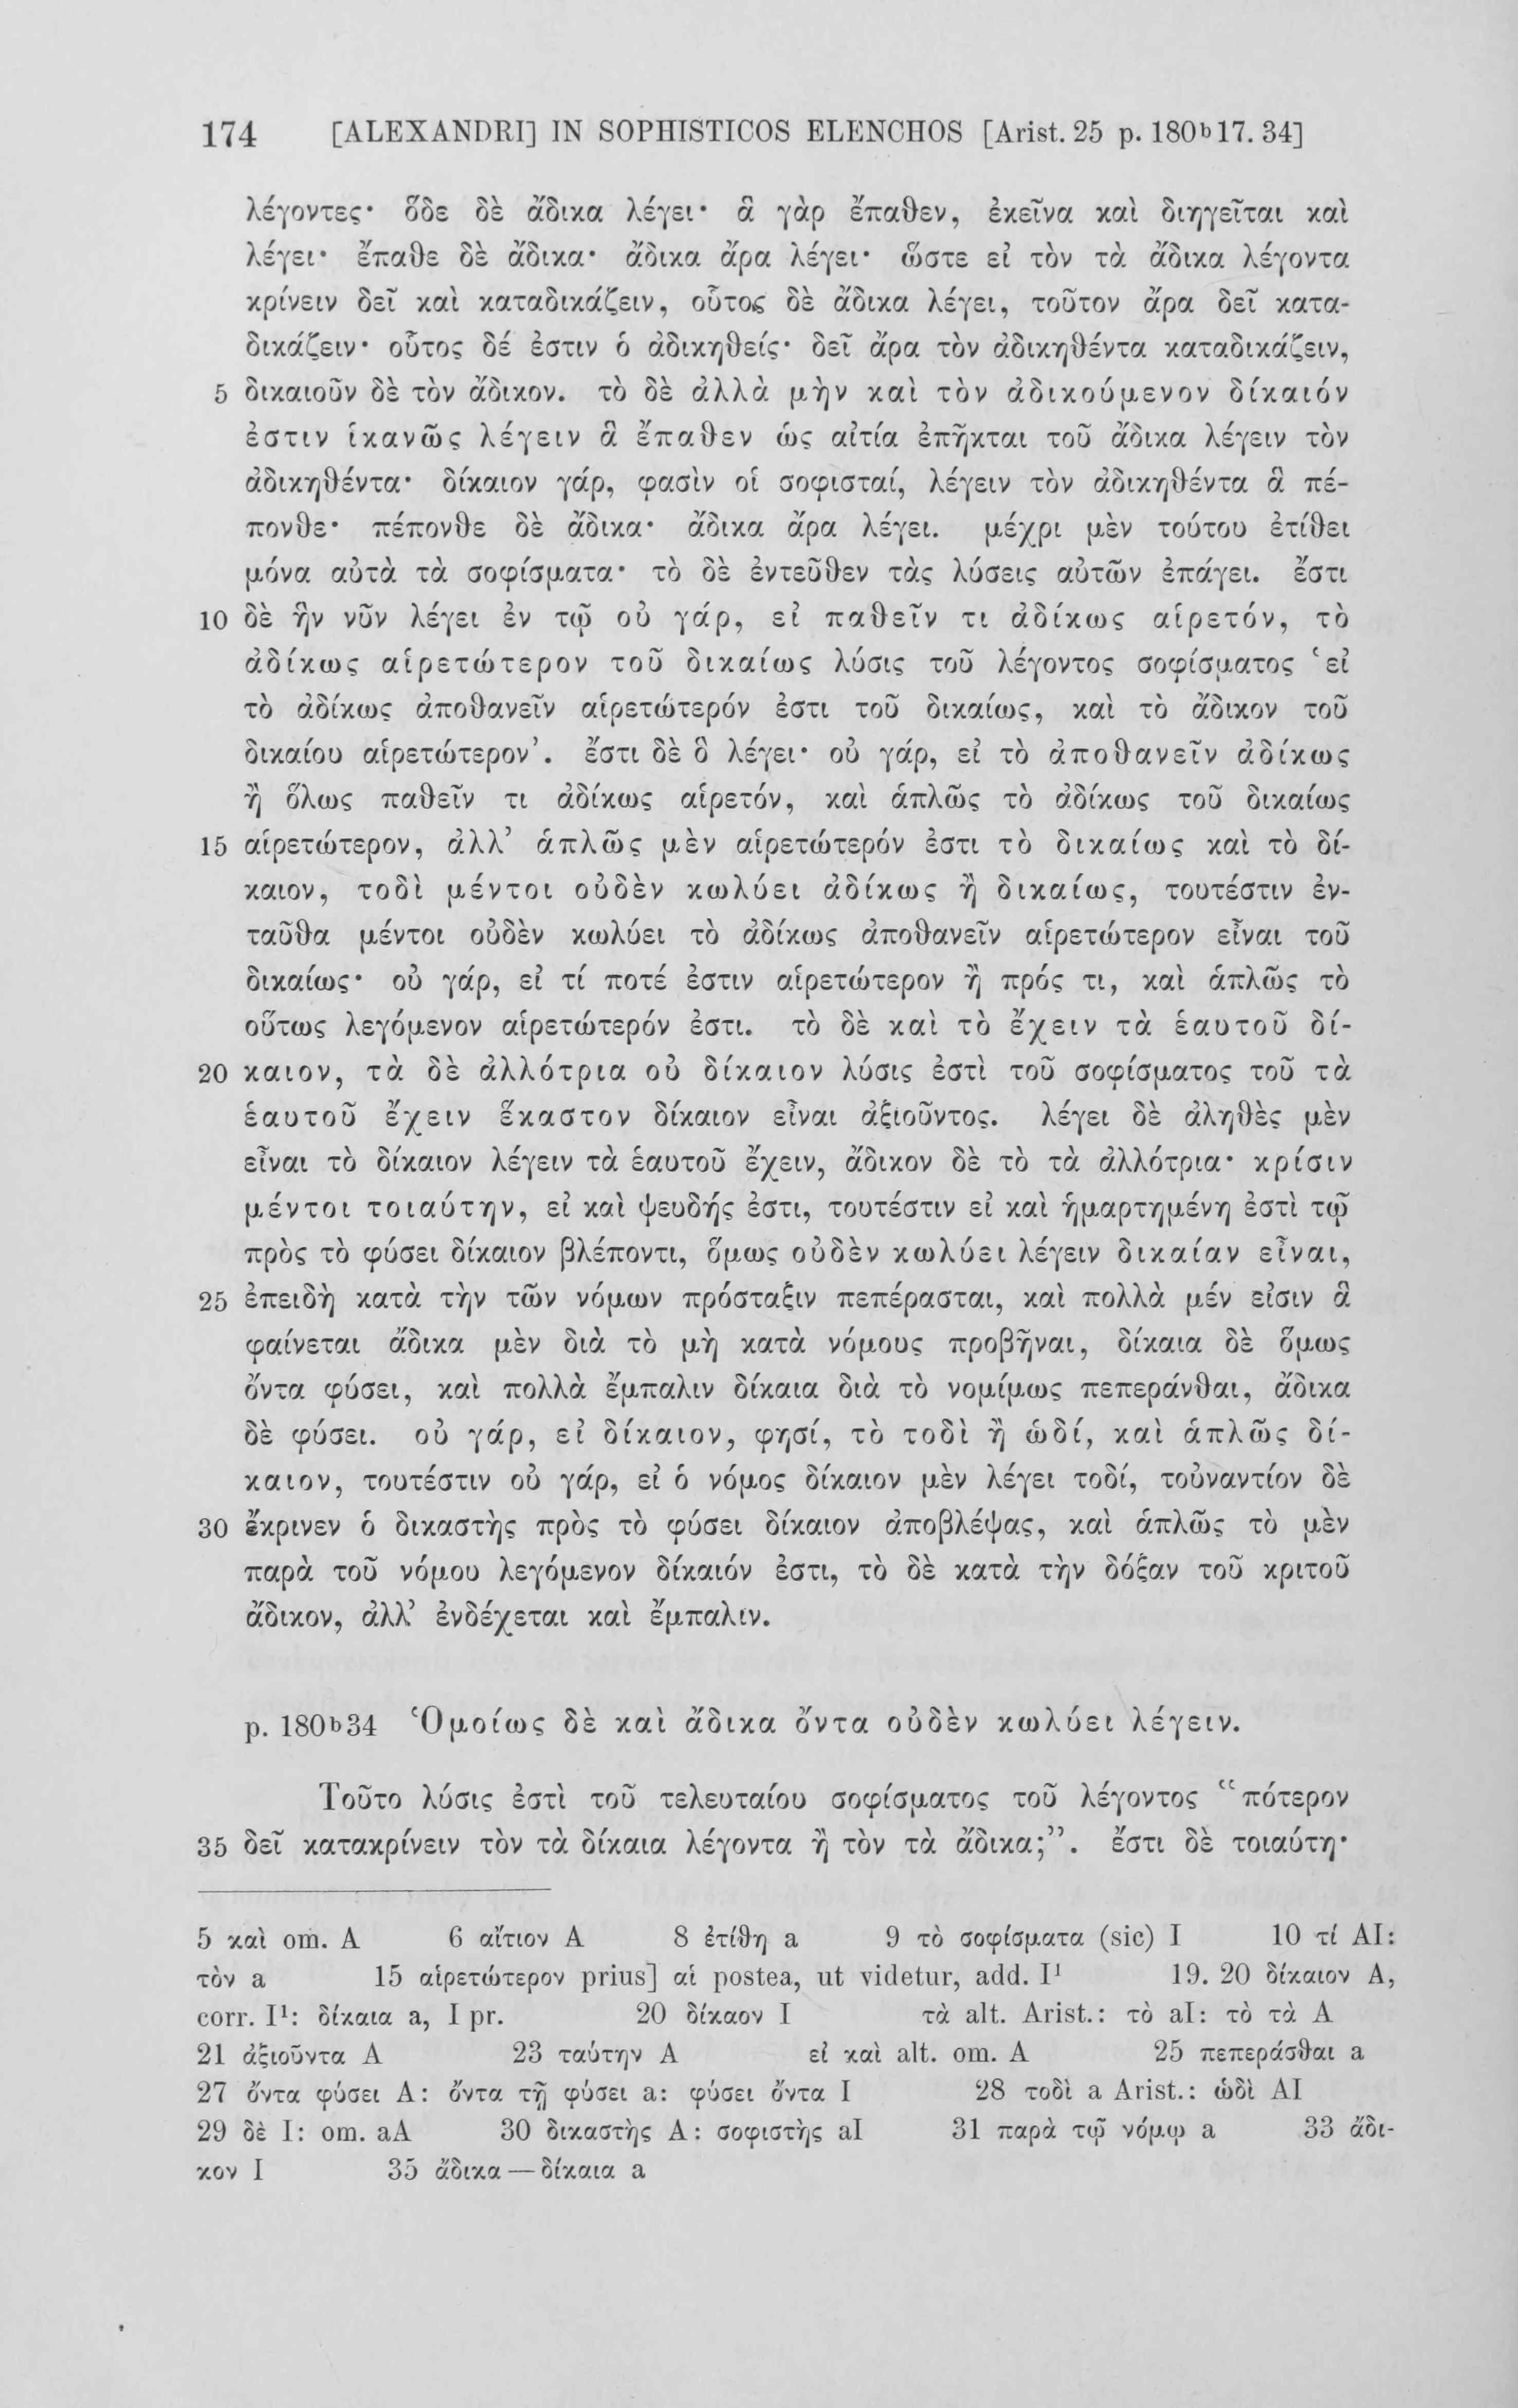 174 [ALEXANDRI] IN SOPHISTICOS ELENCHOS [Arist. 25 p. 180ᵇ17. 34]
λέγοντες· ὅδε δὲ ἄδικα λέγει· ἃ γὰρ ἔπαθεν, ἐκεῖνα καὶ διηγεῖται καὶ
λέγει· ἔπαθε δὲ ἄδικα· ἄδικα ἄρα λέγει· ὥστε εἰ τὸν τὰ ἄδικα λέγοντα
κρίνειν δεῖ καὶ καταδικάζειν, οὗτος δὲ ἄδικα λέγει, τοῦτον ἄρα δεῖ κατα-
δικάζειν· οὗτος δέ ἐστιν ὁ ἀδικηθείς· δεῖ ἄρα τὸν ἀδικηθέντα καταδικάζειν,
5 δικαιοῦν δὲ τὸν ἄδικον. τὸ δὲ ἀλλὰ μὴν καὶ τὸν ἀδικούμενον δίκαιόν
ἐστιν ἱκανῶς λέγειν ἃ ἔπαθεν ὡς αἰτία ἐπῆκται τοῦ ἄδικα λέγειν τὸν
ἀδικηθέντα· δίκαιον γάρ, φασὶν οἱ σοφισταί, λέγειν τὸν ἀδικηθέντα ἃ πέ-
πονθε· πέπονθε δὲ ἄδικα· ἄδικα ἄρα λέγει. μέχρι μὲν τούτου ἐτίθει
μόνα αὐτὰ τὰ σοφίσματα· τὸ δὲ ἐντεῦθεν τὰς λύσεις αὐτῶν ἐπάγει. ἔστι
10 δὲ ἣν νῦν λέγει ἐν τῷ οὐ γάρ, εἰ παθεῖν τι ἀδίκως αἱρετόν, τὸ
ἀδίκως αἱρετώτερον τοῦ δικαίως λύσις τοῦ λέγοντος σοφίσματος ‘εἰ
τὸ ἀδίκως ἀποθανεῖν αἱρετώτερόν ἐστι τοῦ δικαίως, καὶ τὸ ἄδικον τοῦ
δικαίου αἱρετώτερον’. ἔστι δὲ ὃ λέγει· οὐ γάρ, εἰ τὸ ἀποθανεῖν ἀδίκως
ἢ ὅλως παθεῖν τι ἀδίκως αἱρετόν, καὶ ἁπλῶς τὸ ἀδίκως τοῦ δικαίως
15 αἱρετώτερον, ἀλλ’ ἁπλῶς μὲν αἱρετώτερόν ἐστι τὸ δικαίως καὶ τὸ δί-
καιον, τοδὶ μέντοι οὐδὲν κωλύει ἀδίκως ἢ δικαίως, τουτέστιν ἐν-
ταῦθα μέντοι οὐδὲν κωλύει τὸ ἀδίκως ἀποθανεῖν αἱρετώτερον εἶναι τοῦ
δικαίως· οὐ γάρ, εἰ τί ποτέ ἐστιν αἱρετώτερον ἢ πρός τι, καὶ ἁπλῶς τὸ
οὕτως λεγόμενον αἱρετώτερόν ἐστι. τὸ δὲ καὶ τὸ ἔχειν τὰ ἑαυτοῦ δί-
20 καιον, τὰ δὲ ἀλλότρια οὐ δίκαιον λύσις ἐστὶ τοῦ σοφίσματος τοῦ τὰ
ἑαυτοῦ ἔχειν ἕκαστον δίκαιον εἶναι ἀξιοῦντος. λέγει δὲ ἀληθὲς μὲν
εἶναι τὸ δίκαιον λέγειν τὰ ἑαυτοῦ ἔχειν, ἄδικον δὲ τὸ τὰ ἀλλότρια· κρίσιν
μέντοι τοιαύτην, εἰ καὶ ψευδής ἐστι, τουτέστιν εἰ καὶ ἡμαρτημένη ἐστὶ τῷ
πρὸς τὸ φύσει δίκαιον βλέποντι, ὅμως οὐδὲν κωλύει λέγειν δικαίαν εἶναι,
25 ἐπειδὴ κατὰ τὴν τῶν νόμων πρόσταξιν πεπέρασται, καὶ πολλὰ μέν εἰσιν ἃ
φαίνεται ἄδικα μὲν διὰ τὸ μὴ κατὰ νόμους προβῆναι, δίκαια δὲ ὅμως
ὄντα φύσει, καὶ πολλὰ ἔμπαλιν δίκαια διὰ τὸ νομίμως πεπεράνθαι, ἄδικα
δὲ φύσει. οὐ γάρ, εἰ δίκαιον, φησί, τὸ τοδὶ ἢ ὡδί, καὶ ἁπλῶς δί-
καιον, τουτέστιν οὐ γάρ, εἰ ὁ νόμος δίκαιον μὲν λέγει τοδί, τοὐναντίον δὲ
30 ἔκρινεν ὁ δικαστὴς πρὸς τὸ φύσει δίκαιον ἀποβλέψας, καὶ ἁπλῶς τὸ μὲν
παρὰ τοῦ νόμου λεγόμενον δίκαιόν ἐστι, τὸ δὲ κατὰ τὴν δόξαν τοῦ κριτοῦ
ἄδικον, ἀλλ’ ἐνδέχεται καὶ ἔμπαλιν.
p. 180ᵇ34 Ὁμοίως δὲ καὶ ἄδικα ὄντα οὐδὲν κωλύει λέγειν.
Τοῦτο λύσις ἐστὶ τοῦ τελευταίου σοφίσματος τοῦ λέγοντος “πότερον
35 δεῖ κατακρίνειν τὸν τὰ δίκαια λέγοντα ἢ τὸν τὰ ἄδικα;”. ἔστι δὲ τοιαύτη·
5 καὶ om. A 6 αἴτιον A 8 ἐτίθη a 9 τὸ σοφίσματα (sic) I 10 τί AI:
τὸν a 15 αἱρετώτερον prius] αἱ postea, ut videtur, add. I¹ 19. 20 δίκαιον A,
corr. I¹: δίκαια a, I pr. 20 δίκαον I τὰ alt. Arist.: τὸ aI: τὸ τὰ A
21 ἀξιοῦντα A 23 ταύτην A εἰ καὶ alt. om. A 25 πεπεράσθαι a
27 ὄντα φύσει A: ὄντα τῇ φύσει a: φύσει ὄντα I 28 τοδὶ a Arist.: ὡδὶ AI
29 δὲ I: om. aA 30 δικαστὴς A: σοφιστὴς aI 31 παρὰ τῷ νόμῳ a 33 ἄδι-
κον I 35 ἄδικα — δίκαια a